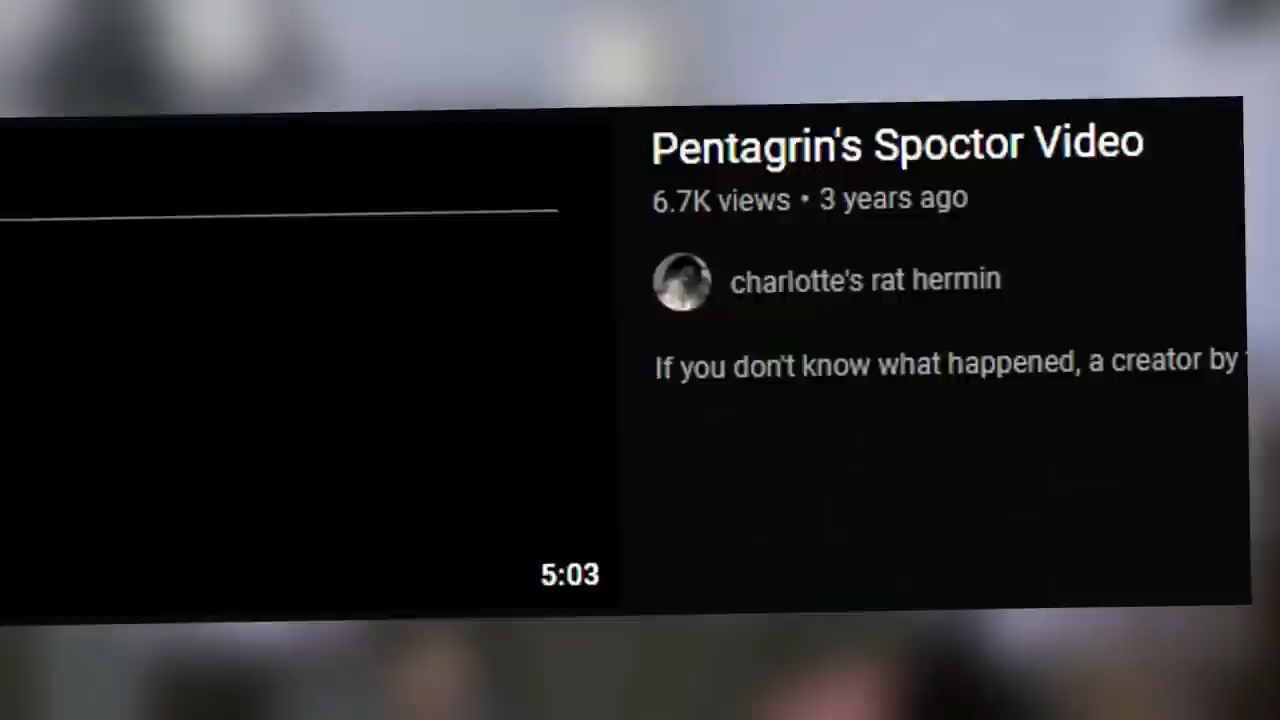 Pentagrin's Spoctor Video
6.7K views • 3 years ago
charlotte's rat hermin
If you don't know what happened, a creator by
5:03